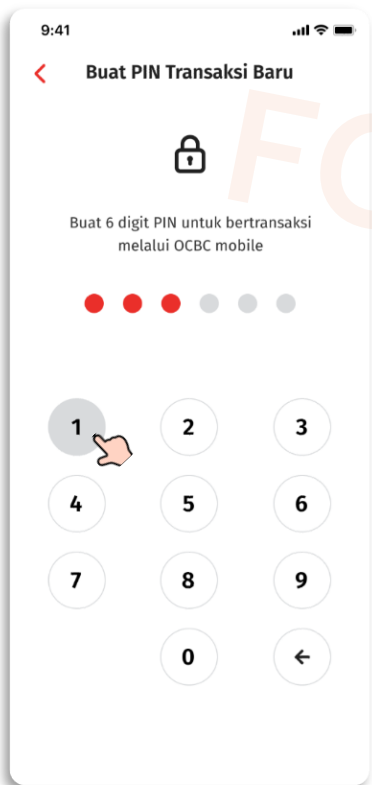 9:41
Buat PIN Transaksi Baru
Buat 6 digit PIN untuk bertransaksi
melalui OCBC mobile
1 2 3
4 5 6
7 8 9
0